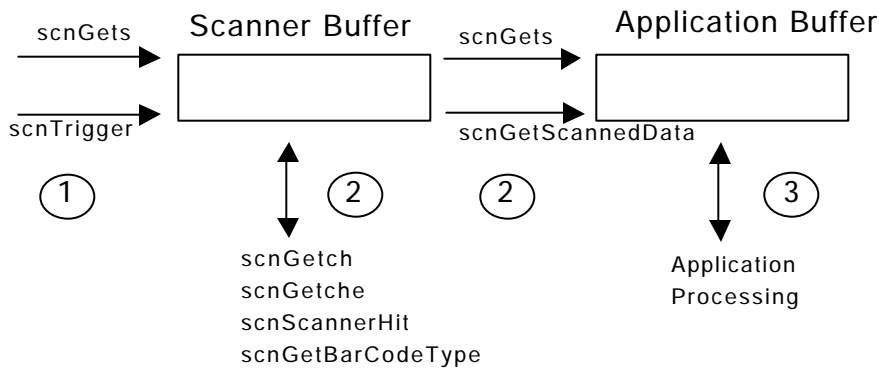 scnGets
Scanner Buffer
scnGets
Application Buffer
scnTrigger
scnGetScannedData
1
2
2
3
scnGetch
scnGetche
scnScannerHit
scnGetBarCodeType
Application
Processing